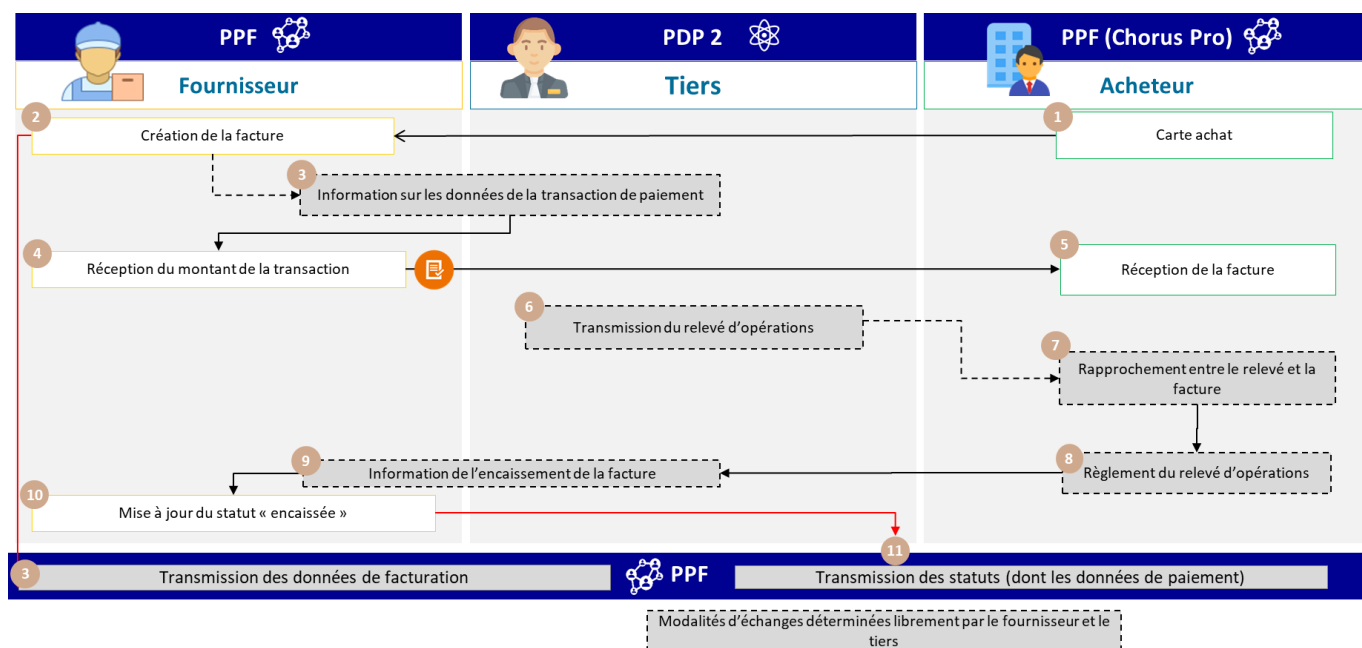 PPF
PDP 2
PPF (Chorus Pro)
Fournisseur
Tiers
Acheteur
2
Création de la facture
1
Carte achat
3
Information sur les données de la transaction de paiement
4
Réception du montant de la transaction
5
Réception de la facture
6
Transmission du relevé d’opérations
7
Rapprochement entre le relevé et la
facture
9
Information de l’encaissement de la facture
8
Règlement du relevé d’opérations
10
Mise à jour du statut « encaissée »
11
3
Transmission des données de facturation
PPF
Transmission des statuts (dont les données de paiement)
Modalités d’échanges déterminées librement par le fournisseur et le
tiers